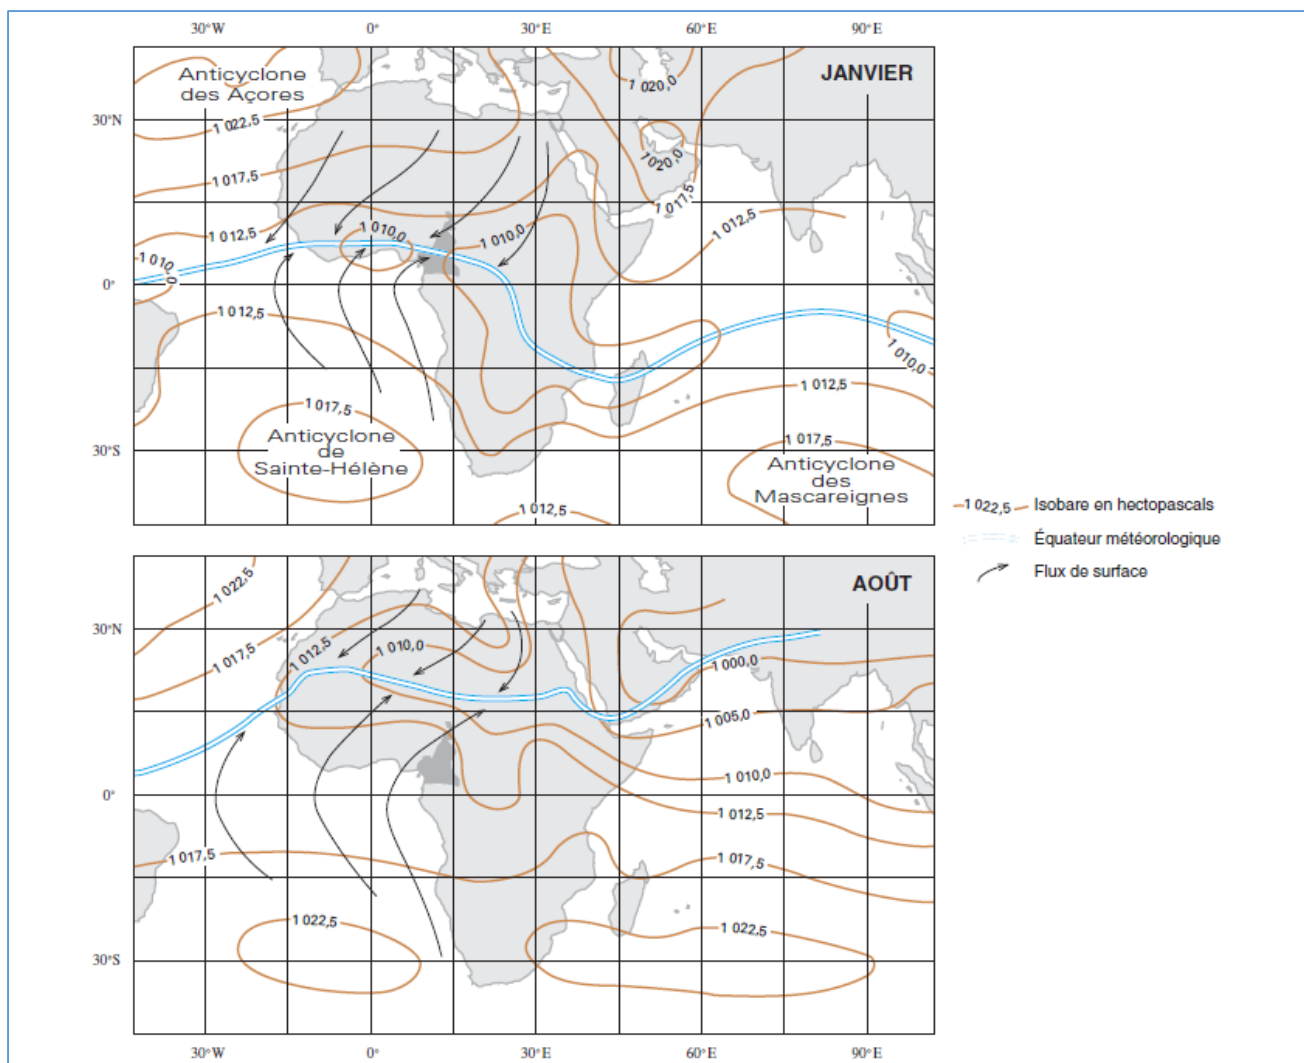 30°W 0° 30°E 60°E 90°E
JANVIER
Anticyclone
des Açores
1 020,0
30°N
1 022,5
1020,0
1 017,5
1 017,5
1 012,5
1 012,5
1 010,0
1 010,0
1 010,0
0°
1 012,5
1 010,0
1 012,5
1 017,5
30°S
Anticyclone
de
Sainte-Hélène
1 017,5
Anticyclone
des
Mascareignes
1 012,5
1 022,5 Isobare en hectopascals
Équateur météorologique
Flux de surface
AOÛT
1 022,5
30°N
1 017,5
1 012,5
1 010,0
1 000,0
1 005,0
1 010,0
0°
1 012,5
1 017,5
1 017,5
1 022,5
1 022,5
30°S
30°W 0° 30°E 60°E 90°E